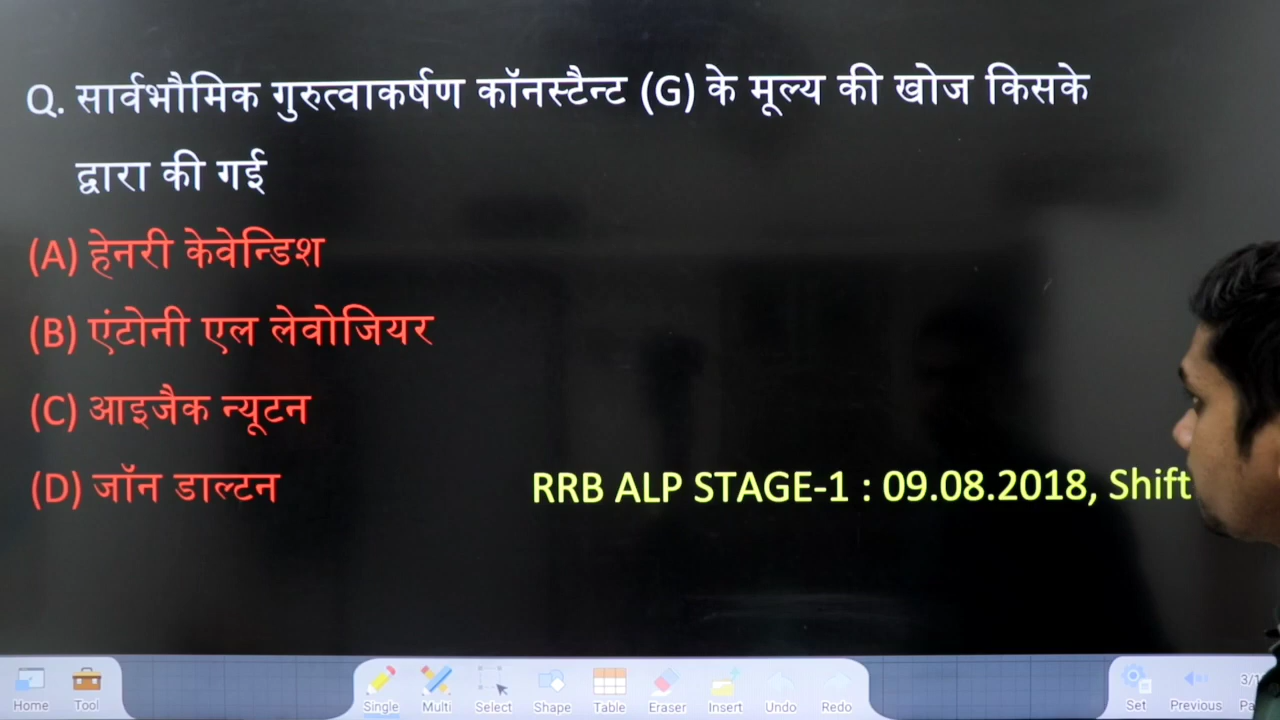 Q. सार्वभौमिक गुरुत्वाकर्षण कॉनस्टैन्ट (G) के मूल्य की खोज किसके
द्वारा की गई
(A) हेनरी केवेन्डिश
(B) एंटोनी एल लेवोजियर
(C) आइजैक न्यूटन
(D) जॉन डाल्टन
RRB ALP STAGE-1 : 09.08.2018, Shift
Home Tool Single Multi Select Shape Table Eraser Insert Undo Redo Set Previous